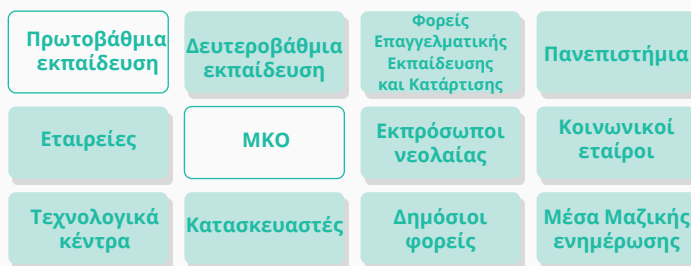 Πρωτοβάθμια
εκπαίδευση
Δευτεροβάθμια
εκπαίδευση
Φορείς
Επαγγελματικής
Εκπαίδευσης
και Κατάρτισης
Πανεπιστήμια
Εταιρείες
ΜΚΟ
Εκπρόσωποι
νεολαίας
Κοινωνικοί
εταίροι
Τεχνολογικά
κέντρα
Κατασκευαστές
Δημόσιοι
φορείς
Μέσα Μαζικής
ενημέρωσης